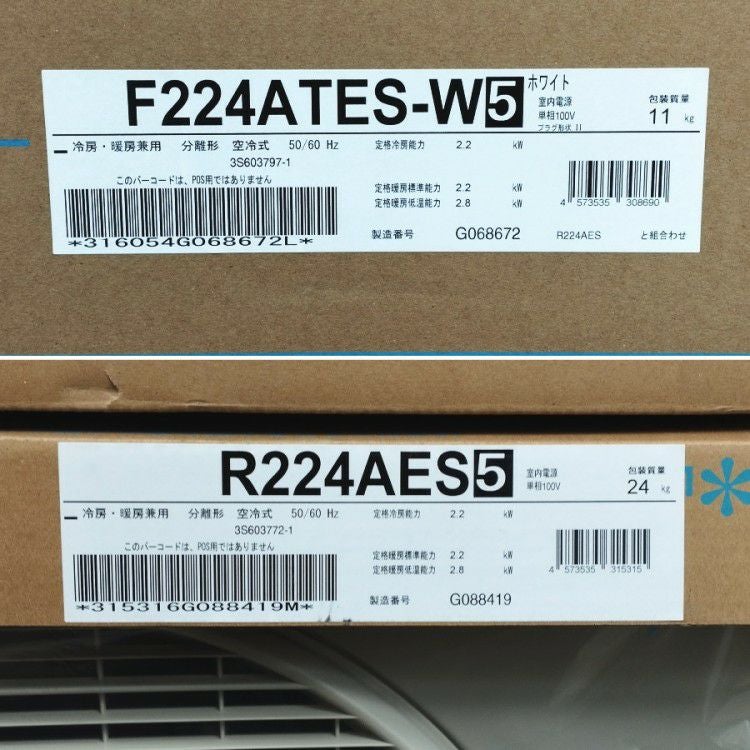 F224ATES-W5 ホワイト
室内電源
単相100V
プラグ形状 II
包装質量
11 kg
冷房・暖房兼用 分離形 空冷式 50/60 Hz
3S603797-1
このバーコードは、POS用ではありません
*316054G068672L*
定格冷房能力 2.2 kW
定格暖房標準能力 2.2 kW
定格暖房低温能力 2.8 kW
製造番号 G068672
4 573535 308690
R224AES と組合わせ
R224AES5
室内電源
単相100V
包装質量
24 kg
冷房・暖房兼用 分離形 空冷式 50/60 Hz
3S603772-1
このバーコードは、POS用ではありません
*315316G088419M*
定格冷房能力 2.2 kW
定格暖房標準能力 2.2 kW
定格暖房低温能力 2.8 kW
製造番号 G088419
4 573535 315315